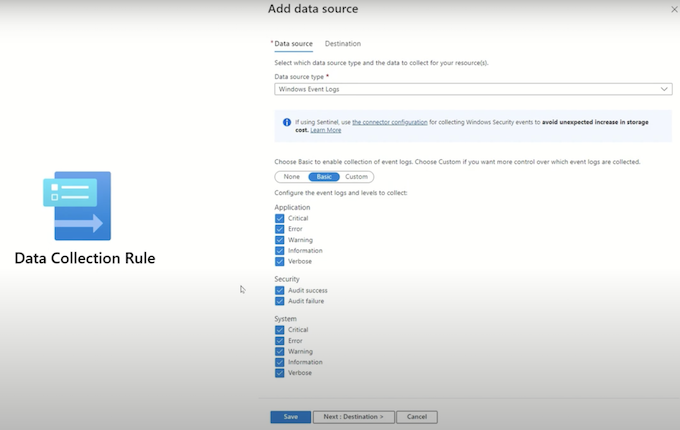 Add data source
* Data source
Destination
Select which data source type and the data to collect for your resource(s).
Data source type *
Windows Event Logs
If using Sentinel, use the connector configuration for collecting Windows Security events to avoid unexpected increase in storage
cost. Learn More
Choose Basic to enable collection of event logs. Choose Custom if you want more control over which event logs are collected.
None Basic Custom
Configure the event logs and levels to collect:
Application
Critical
Error
Warning
Information
Verbose
Security
Audit success
Audit failure
System
Critical
Error
Warning
Information
Verbose
Save
Next : Destination >
Cancel
Data Collection Rule